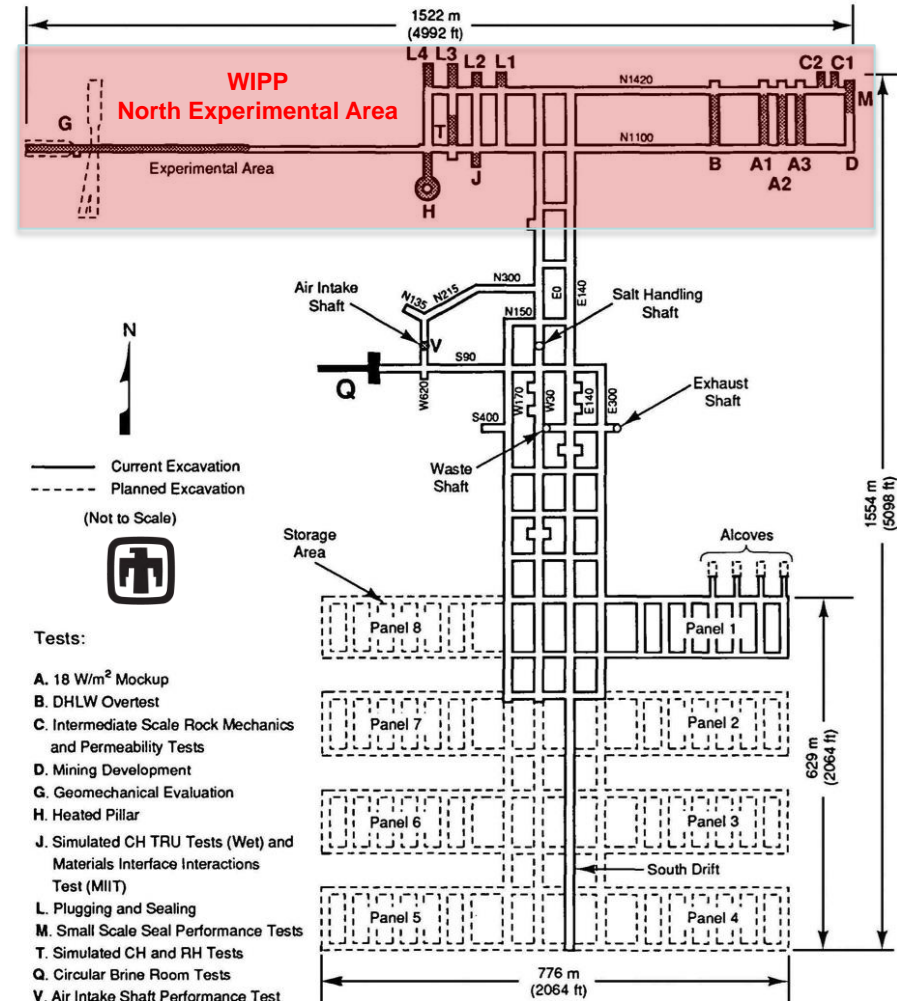 1522 m
(4992 ft)
WIPP
North Experimental Area
L4 L3 L2 L1
C2 C1
N1420
M
G
T
N1100
Experimental Area
H
J
B
A1
A2
A3
D
N300
Air Intake
Shaft
N135
N215
E0
E140
Salt Handling
Shaft
N150
V
N
S90
Q
W620
W170
W30
E140
E300
Exhaust
Shaft
S400
Waste
Shaft
Current Excavation
Planned Excavation
(Not to Scale)
1554 m
(5098 ft)
Storage
Area
Alcoves
Panel 8
Panel 1
Tests:
A. 18 W/m² Mockup
B. DHLW Overtest
C. Intermediate Scale Rock Mechanics
and Permeability Tests
D. Mining Development
G. Geomechanical Evaluation
H. Heated Pillar
J. Simulated CH TRU Tests (Wet) and
Materials Interface Interactions
Test (MIIT)
L. Plugging and Sealing
M. Small Scale Seal Performance Tests
T. Simulated CH and RH Tests
Q. Circular Brine Room Tests
V. Air Intake Shaft Performance Test
Panel 7
Panel 2
629 m
(2064 ft)
Panel 6
Panel 3
South Drift
Panel 5
Panel 4
776 m
(2064 ft)